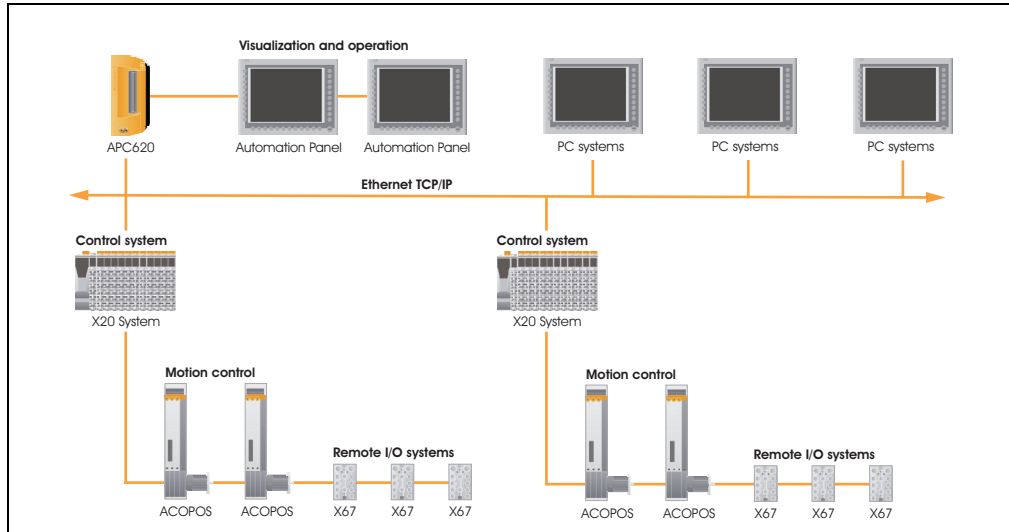 Visualization and operation
APC620
Automation Panel
Automation Panel
PC systems
PC systems
PC systems
Ethernet TCP/IP
Control system
Control system
X20 System
X20 System
Motion control
Motion control
Remote I/O systems
Remote I/O systems
ACOPOS
ACOPOS
X67
X67
X67
ACOPOS
ACOPOS
X67
X67
X67